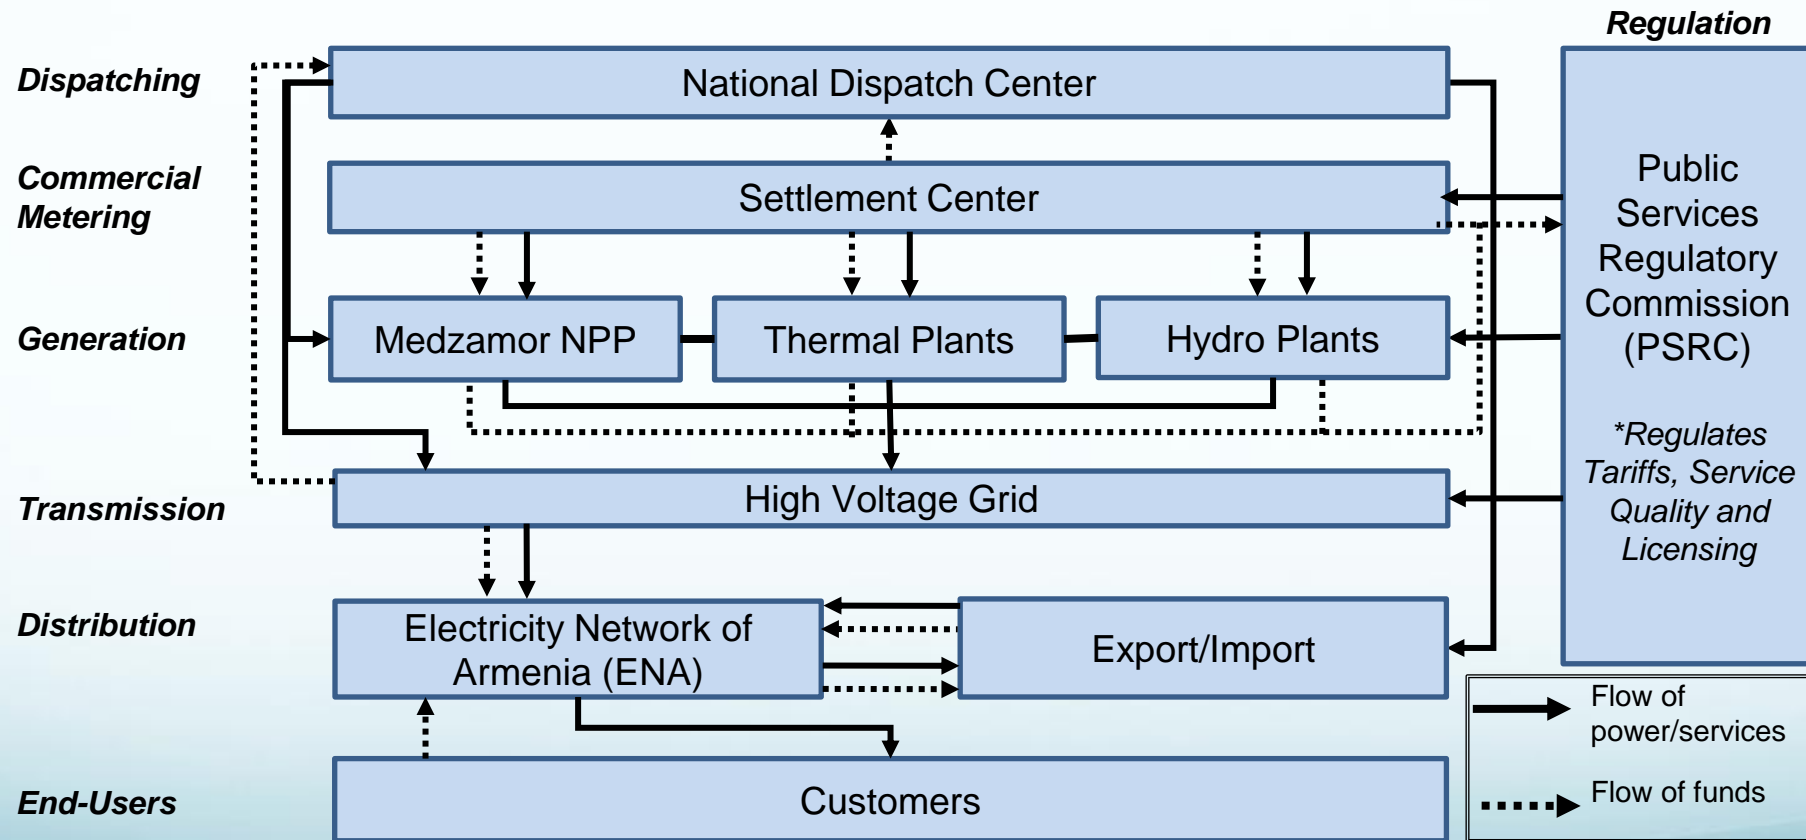 Regulation
Dispatching
National Dispatch Center
Commercial
Metering
Settlement Center
Public
Services
Regulatory
Commission
(PSRC)
*Regulates
Tariffs, Service
Quality and
Licensing
Generation
Medzamor NPP
Thermal Plants
Hydro Plants
Transmission
High Voltage Grid
Distribution
Electricity Network of
Armenia (ENA)
Export/Import
End-Users
Customers
Flow of
power/services
Flow of funds